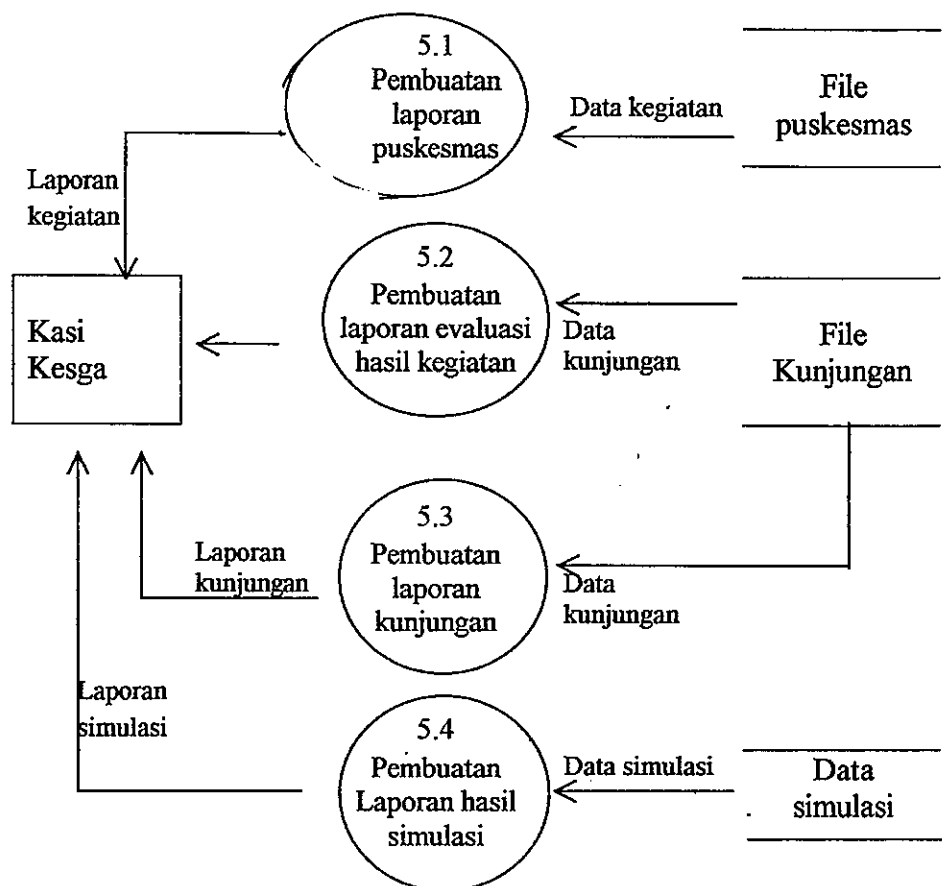 5.1
Pembuatan
laporan
puskesmas
Data kegiatan
File
puskesmas
Laporan
kegiatan
5.2
Pembuatan
laporan evaluasi
hasil kegiatan
Data
kunjungan
File
Kunjungan
Kasi
Kesga
5.3
Pembuatan
laporan
kunjungan
Laporan
kunjungan
Data
kunjungan
Laporan
simulasi
5.4
Pembuatan
Laporan hasil
simulasi
Data simulasi
Data
simulasi